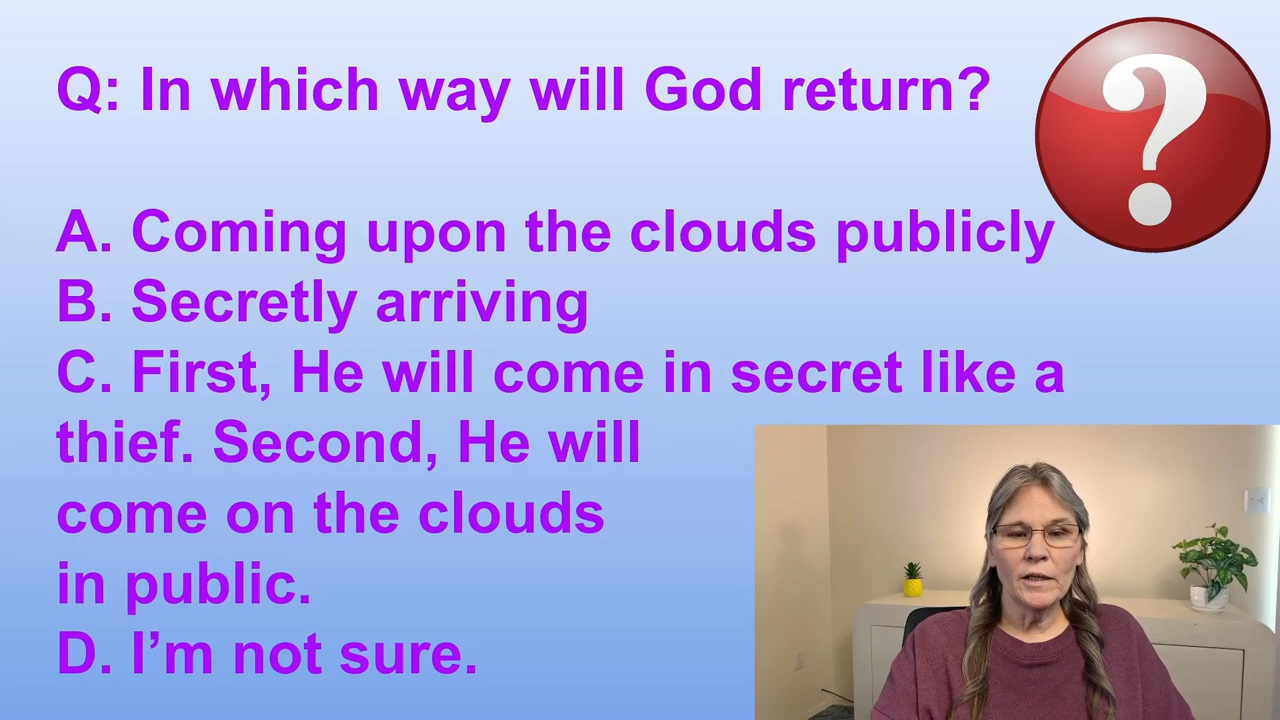 Q: In which way will God return?
A. Coming upon the clouds publicly
B. Secretly arriving
C. First, He will come in secret like a
thief. Second, He will
come on the clouds
in public.
D. I’m not sure.
?